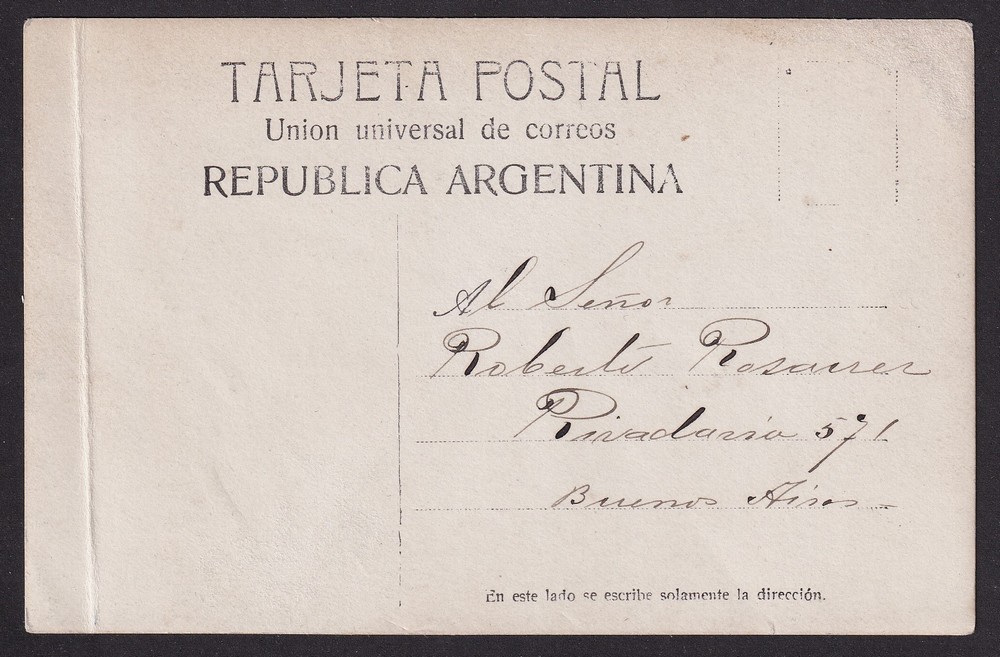 TARJETA POSTAL
Union universal de correos
REPUBLICA ARGENTINA
Al Señor
Roberto
Rivadavia 571
Buenos Aires
En este lado se escribe solamente la dirección.